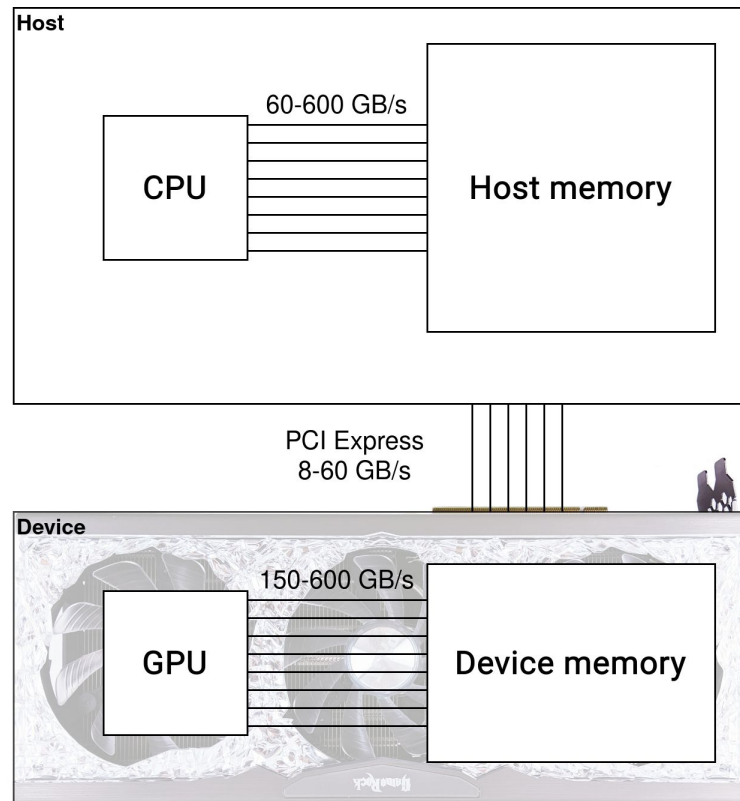 Host
60-600 GB/s
CPU
Host memory
PCI Express
8-60 GB/s
Device
150-600 GB/s
GPU
Device memory
GameRock